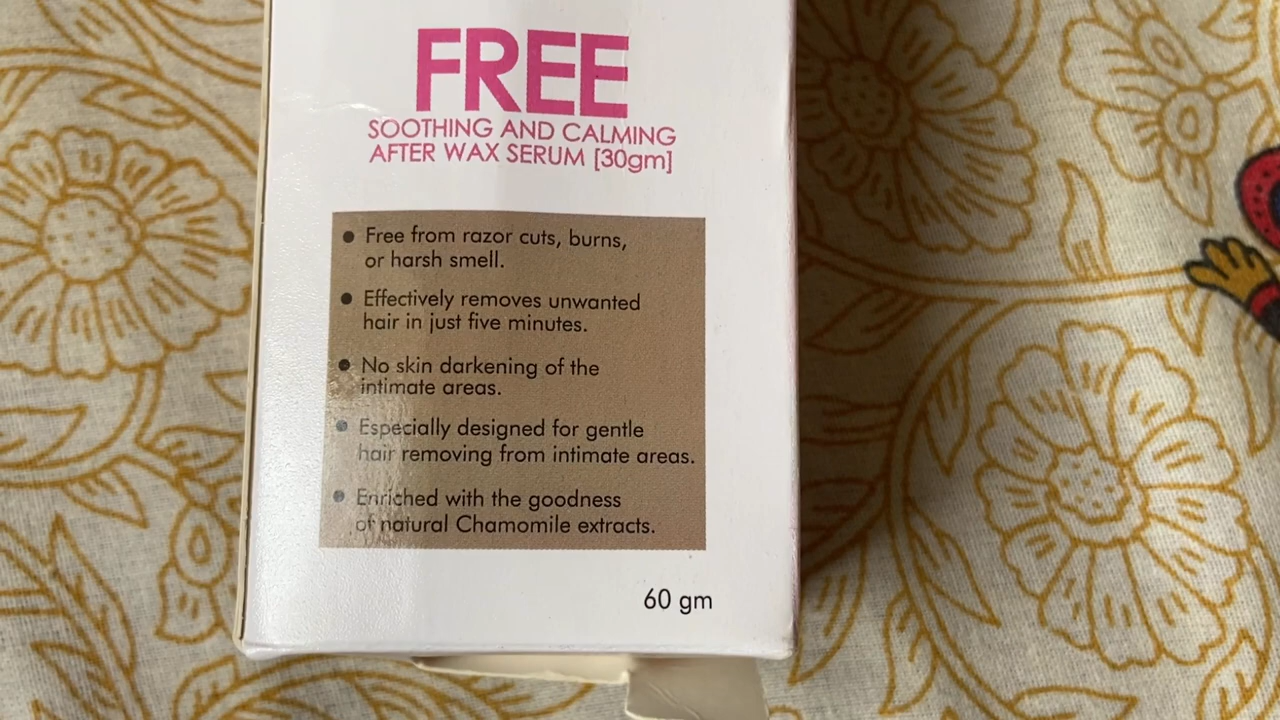 FREE
SOOTHING AND CALMING
AFTER WAX SERUM [30gm]
• Free from razor cuts, burns,
or harsh smell.
• Effectively removes unwanted
hair in just five minutes.
• No skin darkening of the
intimate areas.
• Especially designed for gentle
hair removing from intimate areas.
• Enriched with the goodness
of natural Chamomile extracts.
60 gm